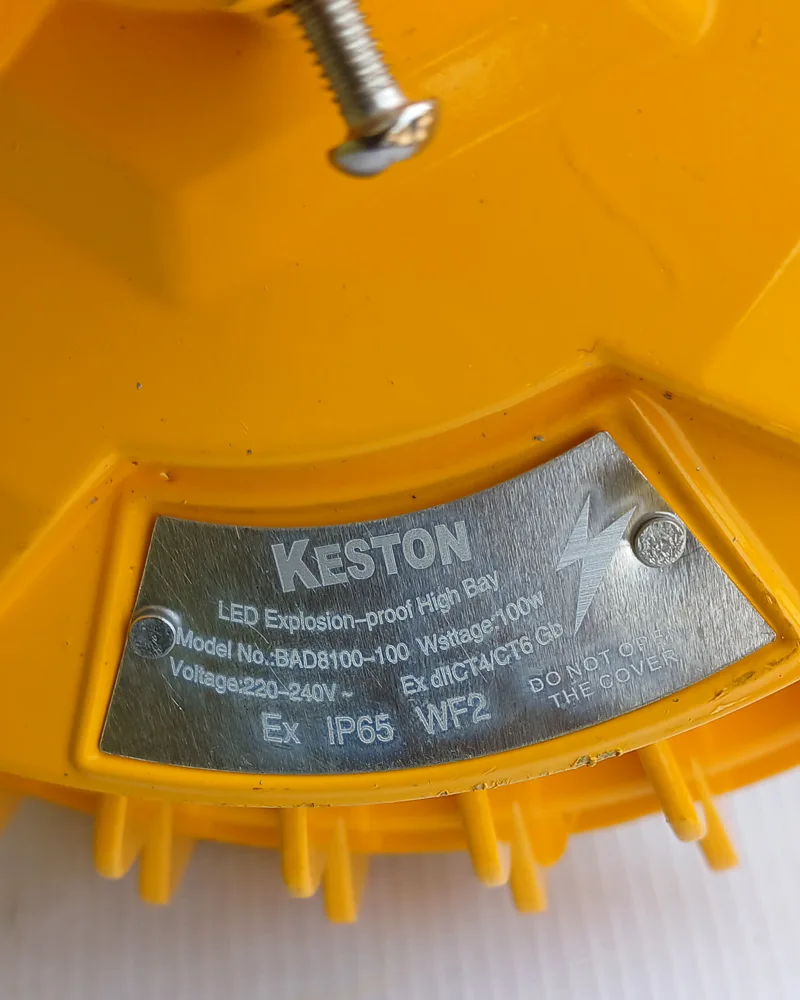 KESTON
LED Explosion-proof High Bay
Model No.:BAD8100-100 Wsttage:100w
Voltage:220-240V~ Ex dIICT4/CT6 Gb
Ex IP65 WF2
DO NOT OPEN
THE COVER